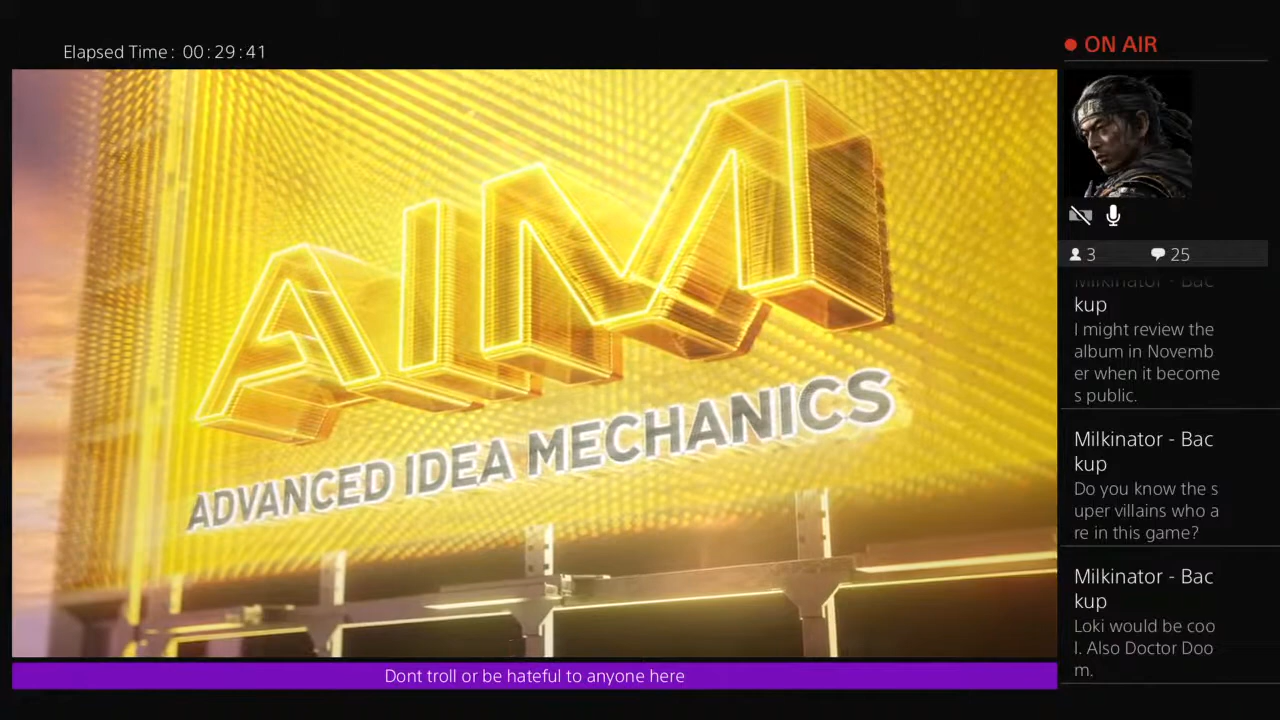 Elapsed Time: 00:29:41
ON AIR
AIM
ADVANCED IDEA MECHANICS
3
25
Milkinator - Bac
kup
I might review the
album in Novemb
er when it become
s public.
Milkinator - Bac
kup
Do you know the s
uper villains who a
re in this game?
Milkinator - Bac
kup
Loki would be coo
l. Also Doctor Doo
m.
Dont troll or be hateful to anyone here